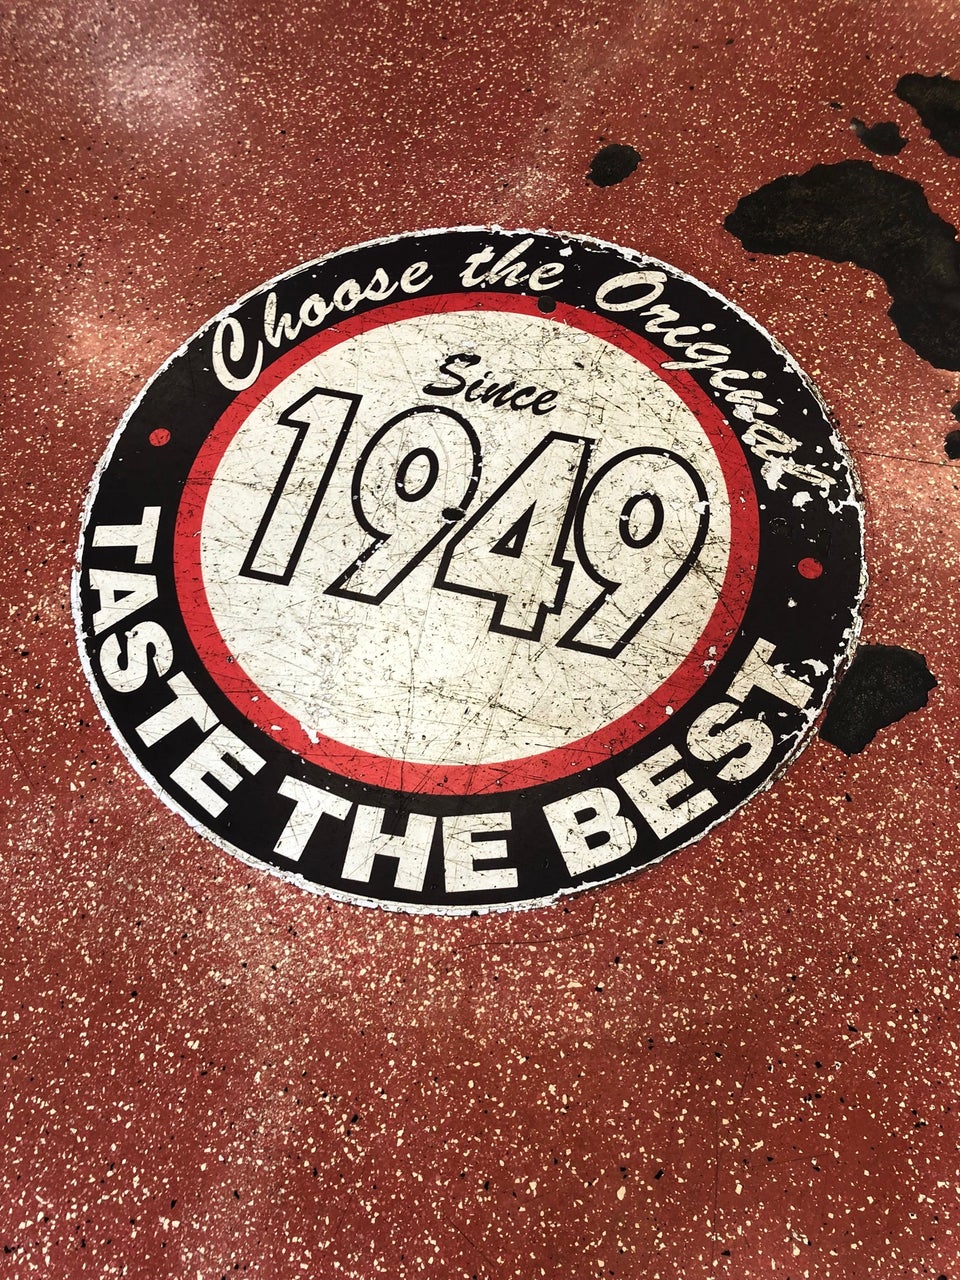 Choose the Original
Since
1949
TASTE THE BEST